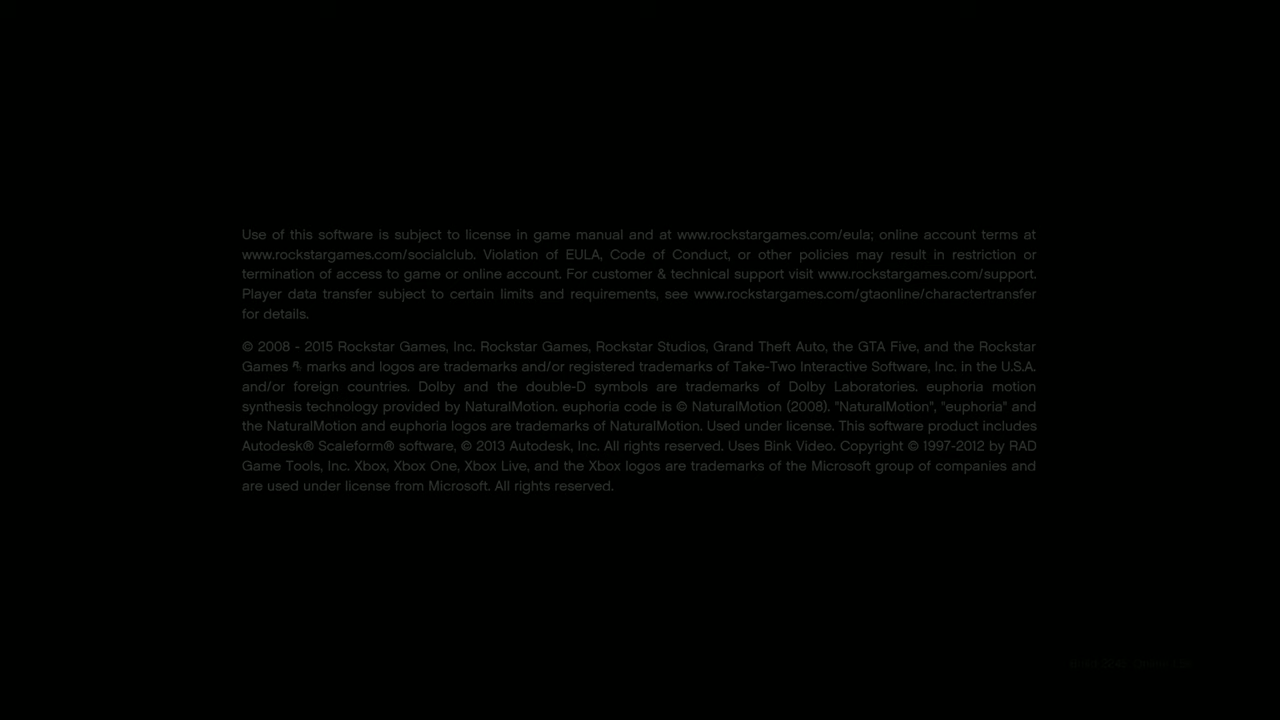 Use of this software is subject to license in game manual and at www.rockstargames.com/eula; online account terms at
www.rockstargames.com/socialclub. Violation of EULA, Code of Conduct, or other policies may result in restriction or
termination of access to game or online account. For customer & technical support visit www.rockstargames.com/support.
Player data transfer subject to certain limits and requirements, see www.rockstargames.com/gtaonline/charactertransfer
for details.
© 2008 - 2015 Rockstar Games, Inc. Rockstar Games, Rockstar Studios, Grand Theft Auto, the GTA Five, and the Rockstar
Games R* marks and logos are trademarks and/or registered trademarks of Take-Two Interactive Software, Inc. in the U.S.A.
and/or foreign countries. Dolby and the double-D symbols are trademarks of Dolby Laboratories. euphoria motion
synthesis technology provided by NaturalMotion. euphoria code is © NaturalMotion (2008). "NaturalMotion", "euphoria" and
the NaturalMotion and euphoria logos are trademarks of NaturalMotion. Used under license. This software product includes
Autodesk® Scaleform® software, © 2013 Autodesk, Inc. All rights reserved. Uses Bink Video. Copyright © 1997-2012 by RAD
Game Tools, Inc. Xbox, Xbox One, Xbox Live, and the Xbox logos are trademarks of the Microsoft group of companies and
are used under license from Microsoft. All rights reserved.